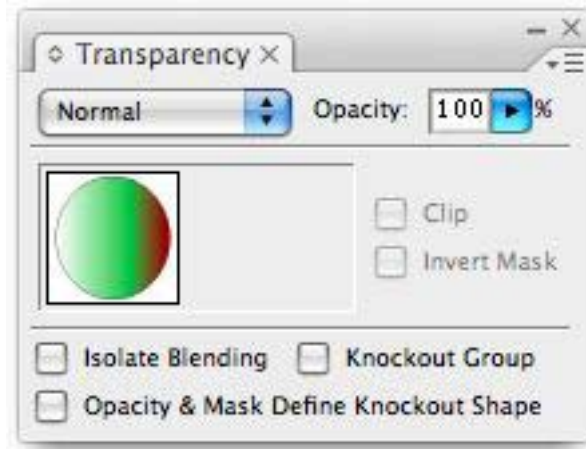 Transparency
Normal Opacity: 100 %
Clip
Invert Mask
Isolate Blending Knockout Group
Opacity & Mask Define Knockout Shape